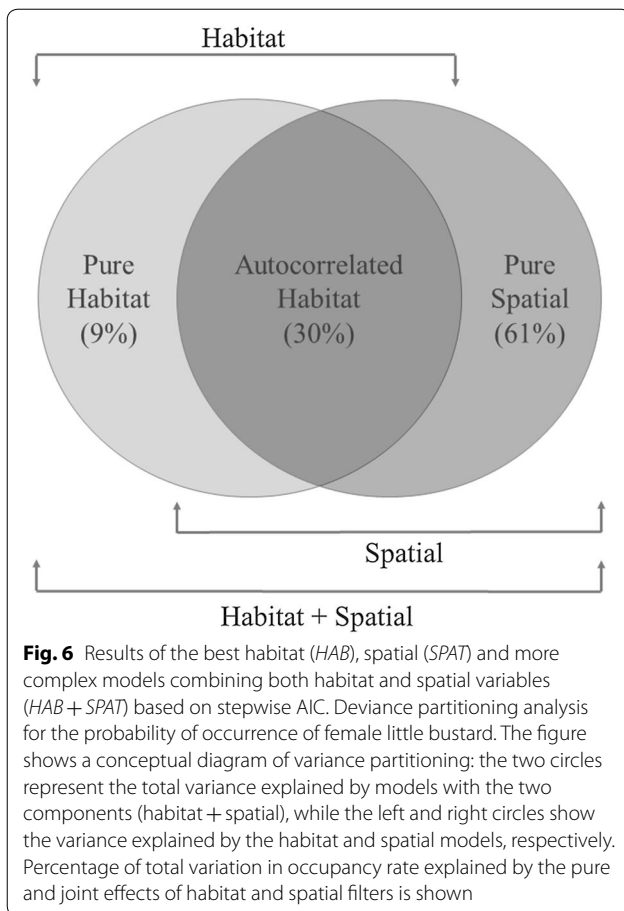 Habitat
Pure
Habitat
(9%)
Autocorrelated
Habitat
(30%)
Pure
Spatial
(61%)
Spatial
Habitat + Spatial
Fig. 6 Results of the best habitat (HAB), spatial (SPAT) and more
complex models combining both habitat and spatial variables
(HAB + SPAT) based on stepwise AIC. Deviance partitioning analysis
for the probability of occurrence of female little bustard. The figure
shows a conceptual diagram of variance partitioning: the two circles
represent the total variance explained by models with the two
components (habitat + spatial), while the left and right circles show
the variance explained by the habitat and spatial models, respectively.
Percentage of total variation in occupancy rate explained by the pure
and joint effects of habitat and spatial filters is shown